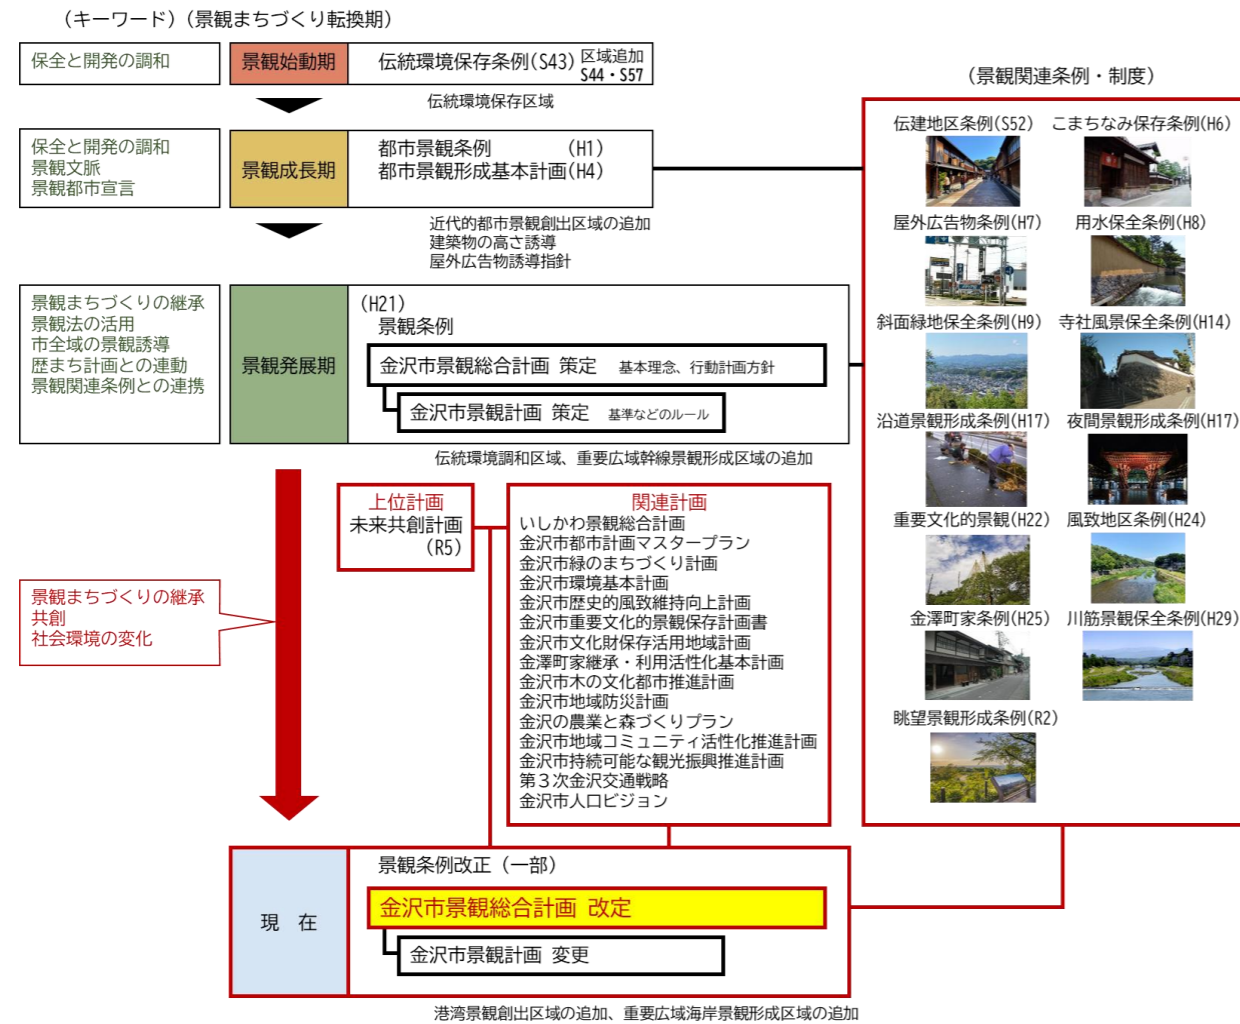 (キーワード)(景観まちづくり転換期)
保全と開発の調和
景観始動期
伝統環境保存条例(S43)
区域追加
S44・S57
伝統環境保存区域
保全と開発の調和
景観文脈
景観都市宣言
景観成長期
都市景観条例 (H1)
都市景観形成基本計画(H4)
近代的都市景観創出区域の追加
建築物の高さ誘導
屋外広告物誘導指針
景観まちづくりの継承
景観法の活用
市全域の景観誘導
歴まち計画との連動
景観関連条例との連携
景観発展期
(H21)
景観条例
金沢市景観総合計画 策定 基本理念、行動計画方針
金沢市景観計画 策定 基準などのルール
伝統環境調和区域、重要広域幹線景観形成区域の追加
景観まちづくりの継承
共創
社会環境の変化
上位計画
未来共創計画
(R5)
関連計画
いしかわ景観総合計画
金沢市都市計画マスタープラン
金沢市緑のまちづくり計画
金沢市環境基本計画
金沢市歴史的風致維持向上計画
金沢市重要文化的景観保存計画書
金沢市文化財保存活用地域計画
金澤町家継承・利用活性化基本計画
金沢市木の文化都市推進計画
金沢市地域防災計画
金沢の農業と森づくりプラン
金沢市地域コミュニティ活性化推進計画
金沢市持続可能な観光振興推進計画
第3次金沢交通戦略
金沢市人口ビジョン
現 在
景観条例改正(一部)
金沢市景観総合計画 改定
金沢市景観計画 変更
港湾景観創出区域の追加、重要広域海岸景観形成区域の追加
(景観関連条例・制度)
伝建地区条例(S52) こまちなみ保存条例(H6)
屋外広告物条例(H7) 用水保全条例(H8)
斜面緑地保全条例(H9) 寺社風景保全条例(H14)
沿道景観形成条例(H17) 夜間景観形成条例(H17)
重要文化的景観(H22) 風致地区条例(H24)
金澤町家条例(H25) 川筋景観保全条例(H29)
眺望景観形成条例(R2)